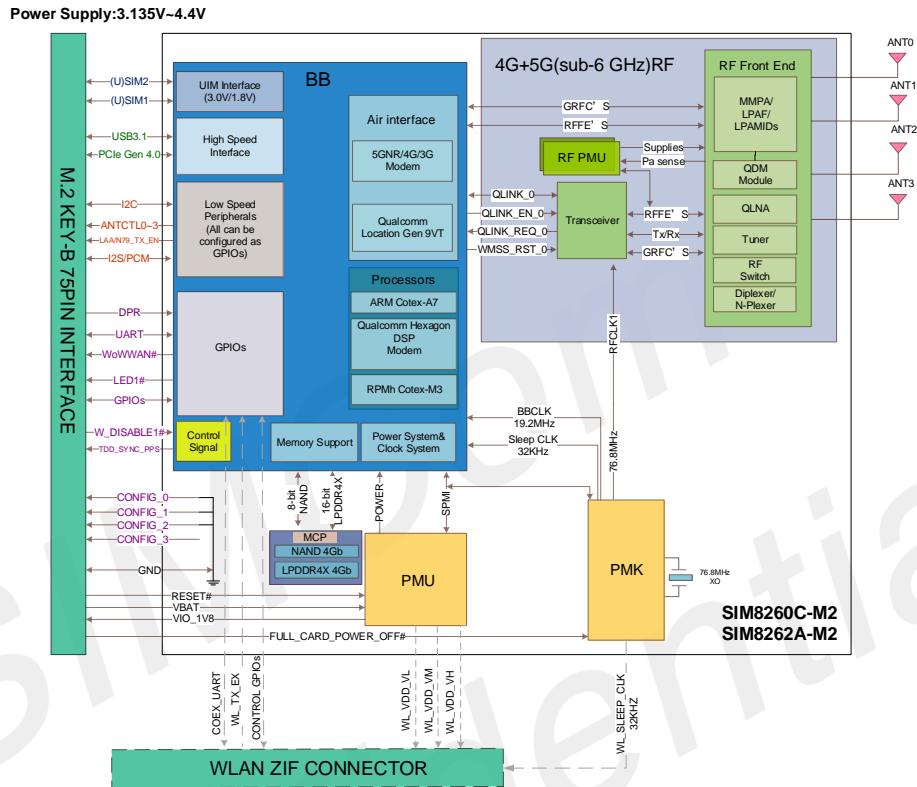 Power Supply:3.135V~4.4V
M.2 KEY-B 75PIN INTERFACE
(U)SIM2
(U)SIM1
USB3.1
PCIe Gen 4.0
I2C
ANTCTL0~3
LAA/N79_TX_EN
I2S/PCM
DPR
UART
WoWWAN#
LED1#
GPIOs
W_DISABLE1#
TDD_SYNC_PPS
CONFIG_0
CONFIG_1
CONFIG_2
CONFIG_3
GND
RESET#
VBAT
VIO_1V8
FULL_CARD_POWER_OFF#
BB
UIM Interface
(3.0V/1.8V)
High Speed
Interface
Low Speed
Peripherals
(All can be
configured as
GPIOs)
GPIOs
Control
Signal
Air interface
5GNR/4G/3G
Modem
Qualcomm
Location Gen 9VT
Processors
ARM Cotex-A7
Qualcomm Hexagon
DSP
Modem
RPMh Cotex-M3
Memory Support
Power System&
Clock System
8-bit
NAND
16-bit
LPDDR4X
POWER
SPMI
MCP
NAND 4Gb
LPDDR4X 4Gb
PMU
PMK
76.8MHz
XO
4G+5G(sub-6 GHz)RF
GRFC'S
RFFE'S
RF PMU
Supplies
Pa sense
QLINK_0
QLINK_EN_0
QLINK_REQ_0
WMSS_RST_0
Transceiver
RFFE'S
Tx/Rx
GRFC'S
RF Front End
MMPA/
LPAF/
LPAMIDs
QDM
Module
QLNA
Tuner
RF
Switch
Diplexer/
N-Plexer
ANT0
ANT1
ANT2
ANT3
RFCLK1
76.8MHz
BBCLK
19.2MHz
Sleep CLK
32KHz
SIM8260C-M2
SIM8262A-M2
COEX_UART
WL_TX_EX
CONTROL GPIOs
WL_VDD_VL
WL_VDD_VM
WL_VDD_VH
WL_SLEEP_CLK
32KHZ
WLAN ZIF CONNECTOR